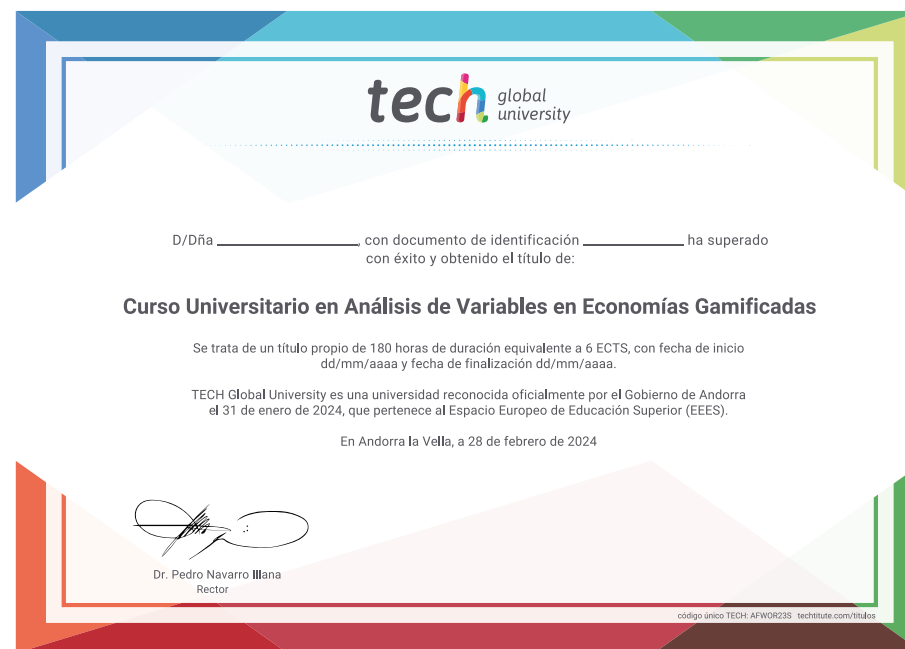 tech global university
D/Dña ____________________, con documento de identificación ______________ ha superado
con éxito y obtenido el título de:
Curso Universitario en Análisis de Variables en Economías Gamificadas
Se trata de un título propio de 180 horas de duración equivalente a 6 ECTS, con fecha de inicio
dd/mm/aaaa y fecha de finalización dd/mm/aaaa.
TECH Global University es una universidad reconocida oficialmente por el Gobierno de Andorra
el 31 de enero de 2024, que pertenece al Espacio Europeo de Educación Superior (EEES).
En Andorra la Vella, a 28 de febrero de 2024
Dr. Pedro Navarro Illana
Rector
código único TECH: AFWOR23S techtitute.com/titulos